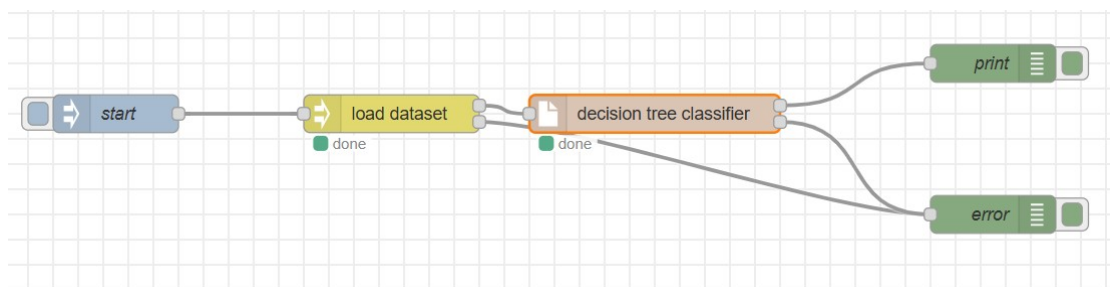 print
start
load dataset
decision tree classifier
done
done
error